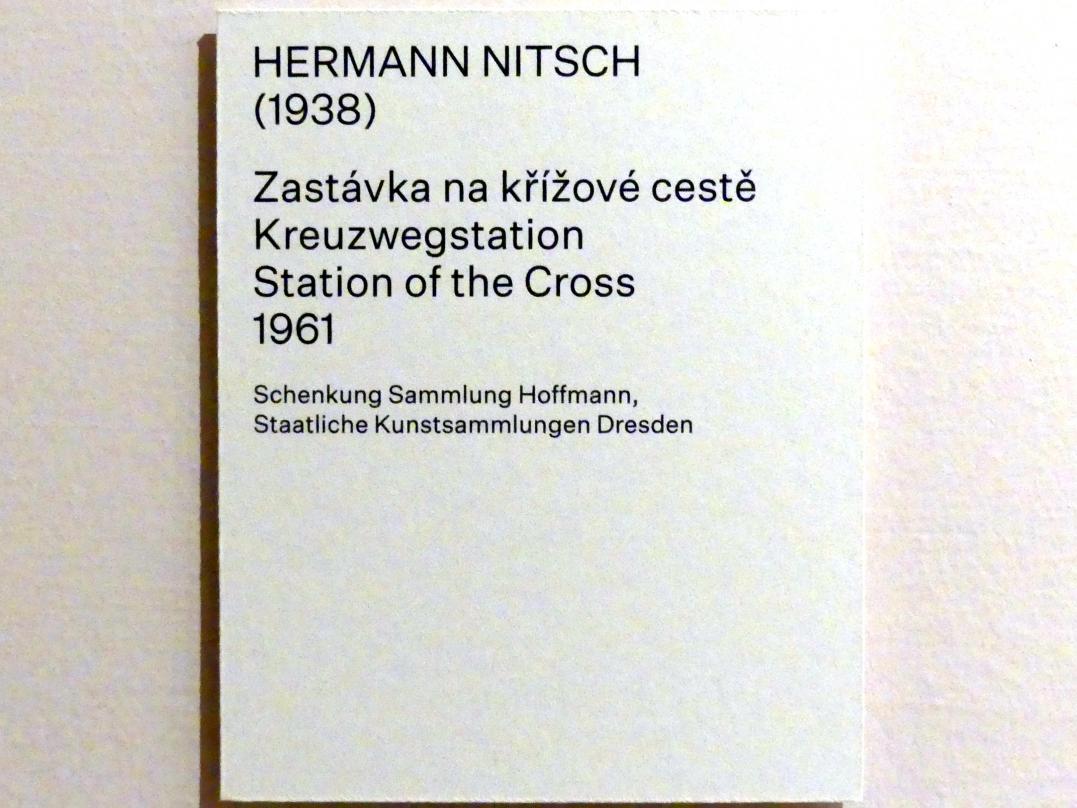 HERMANN NITSCH
(1938)
Zastávka na křížové cestě
Kreuzwegstation
Station of the Cross
1961
Schenkung Sammlung Hoffmann,
Staatliche Kunstsammlungen Dresden